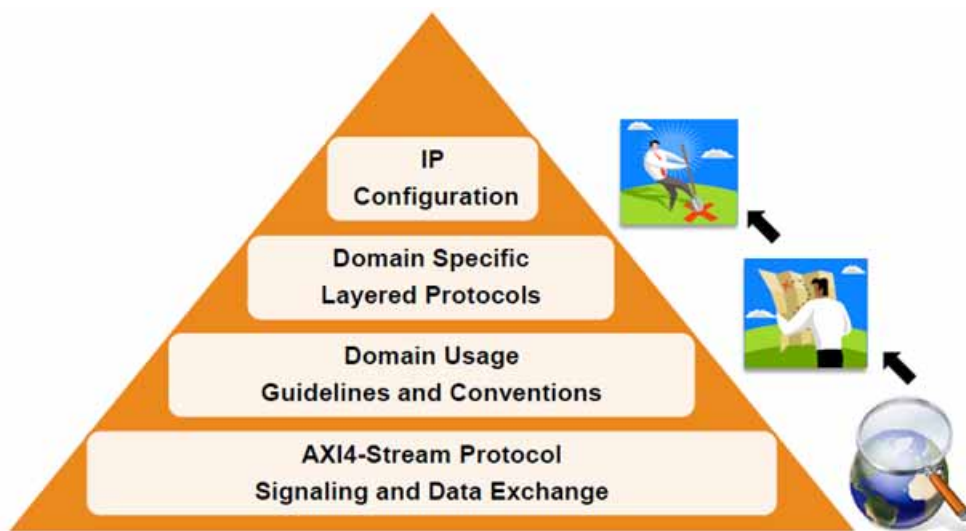 IP
Configuration
Domain Specific
Layered Protocols
Domain Usage
Guidelines and Conventions
AXI4-Stream Protocol
Signaling and Data Exchange